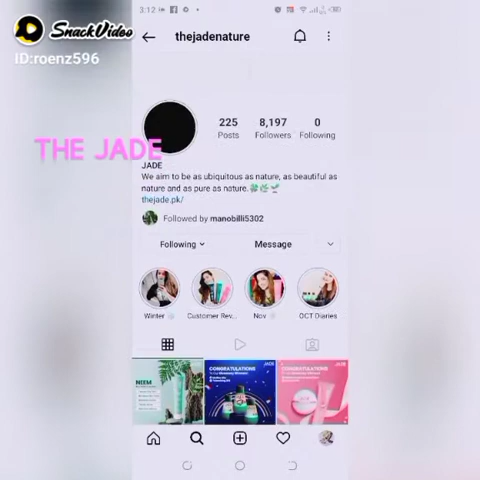 SnackVideo
ID:roenz596
3:12
thejadenature
225 8,197 0
Posts Followers Following
THE JADE
JADE
We aim to be as ubiquitous as nature, as beautiful as
nature and as pure as nature.
thejade.pk/
Followed by manobilli5302
Following Message
Winter Customer Rev... Nov OCT Diaries
NEEM
JADE
CONGRATULATIONS
JADE
CONGRATULATIONS